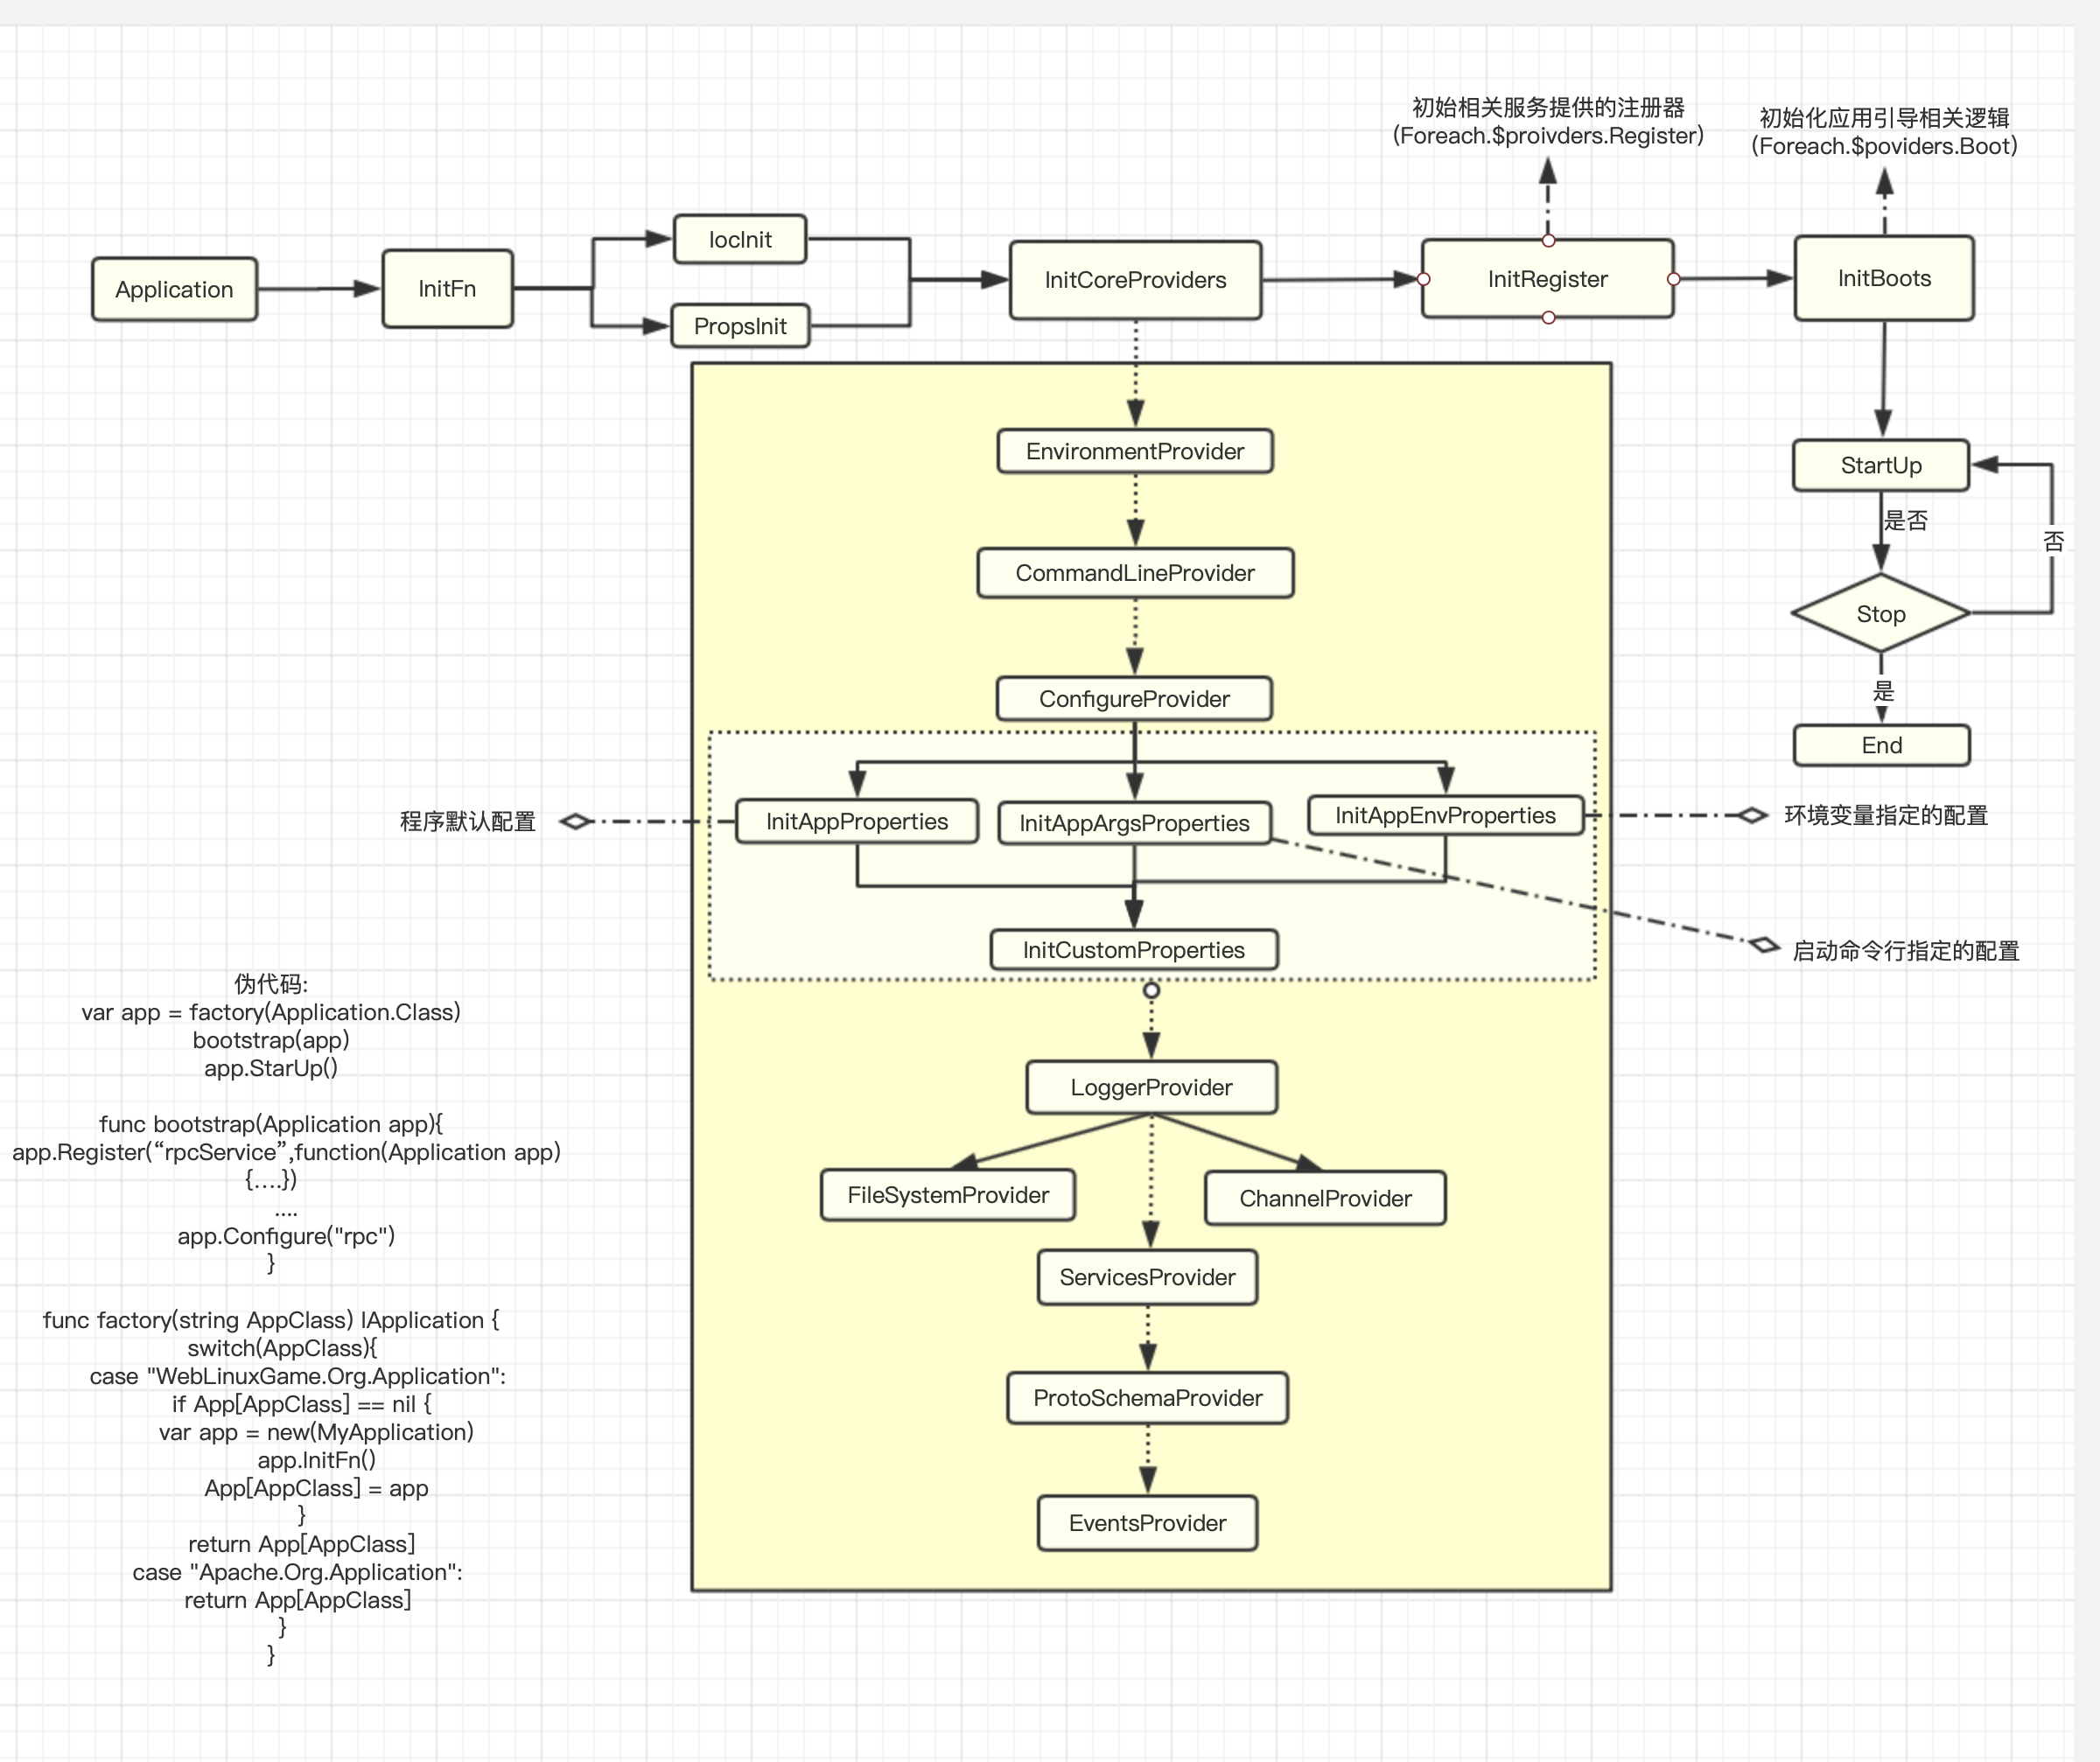 初始相关服务提供的注册器
(Foreach.$proivders.Register)
初始化应用引导相关逻辑
(Foreach.$poviders.Boot)
Application
InitFn
IocInit
PropsInit
InitCoreProviders
InitRegister
InitBoots
EnvironmentProvider
CommandLineProvider
ConfigureProvider
StartUp
是否
否
Stop
是
End
程序默认配置
InitAppProperties
InitAppArgsProperties
InitAppEnvProperties
环境变量指定的配置
InitCustomProperties
启动命令行指定的配置
LoggerProvider
FileSystemProvider
ChannelProvider
ServicesProvider
ProtoSchemaProvider
EventsProvider
伪代码:
var app = factory(Application.Class)
bootstrap(app)
app.StarUp()
func bootstrap(Application app){
app.Register(“rpcService”,function(Application app)
{....})
....
app.Configure("rpc")
}
func factory(string AppClass) IApplication {
switch(AppClass){
case "WebLinuxGame.Org.Application":
if App[AppClass] == nil {
var app = new(MyApplication)
app.InitFn()
App[AppClass] = app
}
return App[AppClass]
case "Apache.Org.Application":
return App[AppClass]
}
}